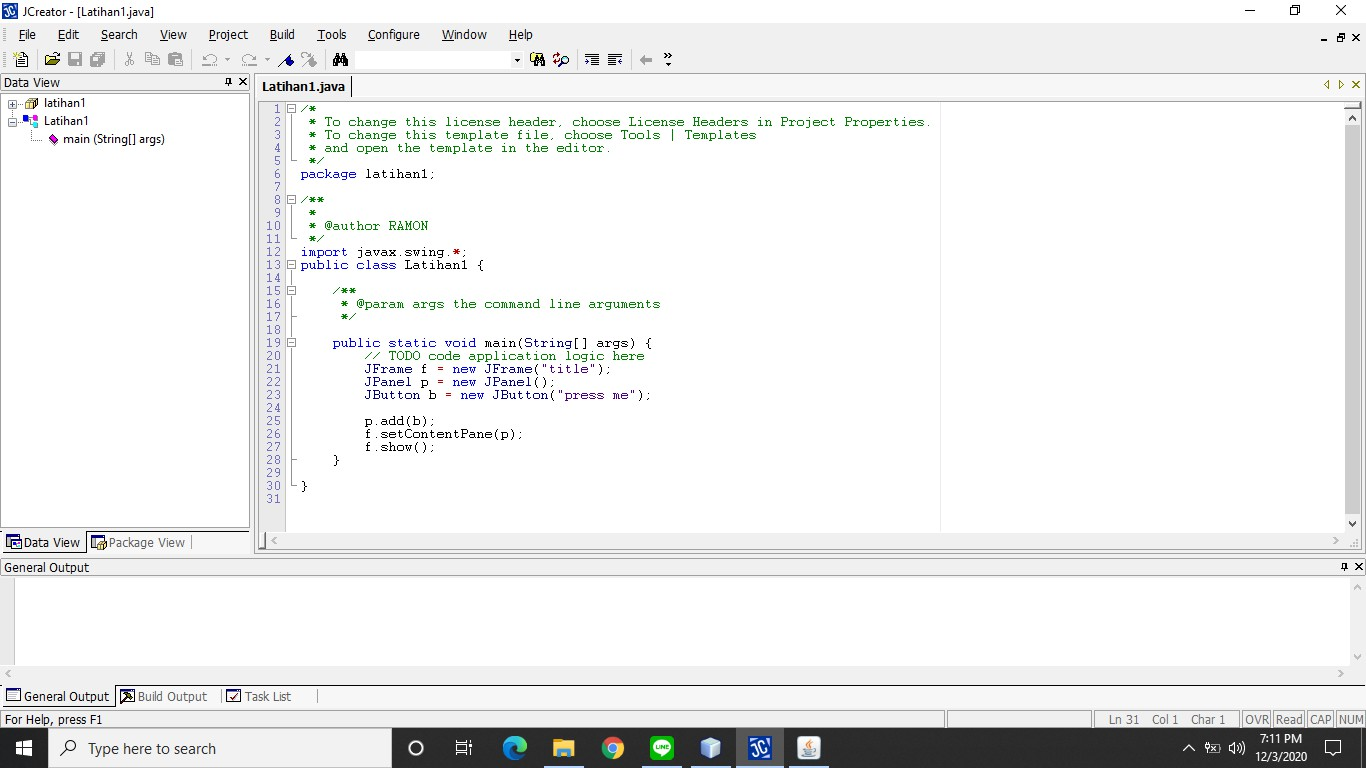 JCreator - [Latihan1.java]
File Edit Search View Project Build Tools Configure Window Help
Data View
latihan1
Latihan1
main (String[] args)
Data View Package View
Latihan1.java
1 /*
2  * To change this license header, choose License Headers in Project Properties.
3  * To change this template file, choose Tools | Templates
4  * and open the template in the editor.
5  */
6 package latihan1;
7
8 /**
9  *
10  * @author RAMON
11  */
12 import javax.swing.*;
13 public class Latihan1 {
14
15     /**
16      * @param args the command line arguments
17      */
18
19     public static void main(String[] args) {
20         // TODO code application logic here
21         JFrame f = new JFrame("title");
22         JPanel p = new JPanel();
23         JButton b = new JButton("press me");
24
25         p.add(b);
26         f.setContentPane(p);
27         f.show();
28     }
29
30 }
31
General Output
General Output Build Output Task List
For Help, press F1
Ln 31 Col 1 Char 1 OVR Read CAP NUM
Type here to search
LINE
JC
7:11 PM
12/3/2020